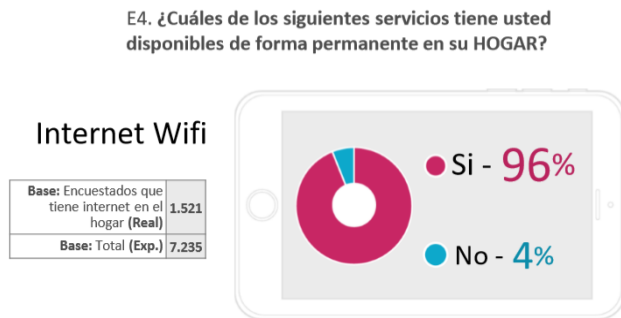 E4. ¿Cuáles de los siguientes servicios tiene usted
disponibles de forma permanente en su HOGAR?
Internet Wifi
Base: Encuestados que
tiene internet en el
hogar (Real)
1.521
Base: Total (Exp.) 7.235
Si - 96%
No - 4%